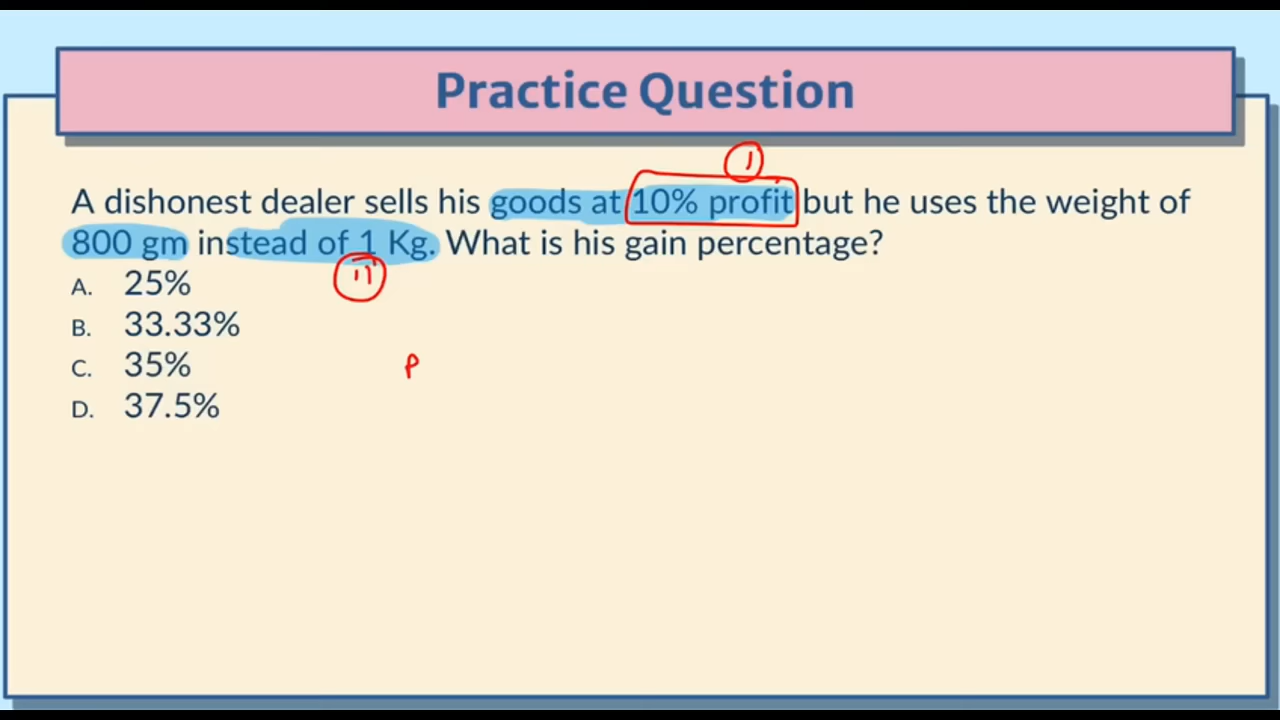 Practice Question
I
A dishonest dealer sells his goods at 10% profit but he uses the weight of
800 gm instead of 1 Kg. What is his gain percentage?
II
A. 25%
B. 33.33%
C. 35%
P
D. 37.5%